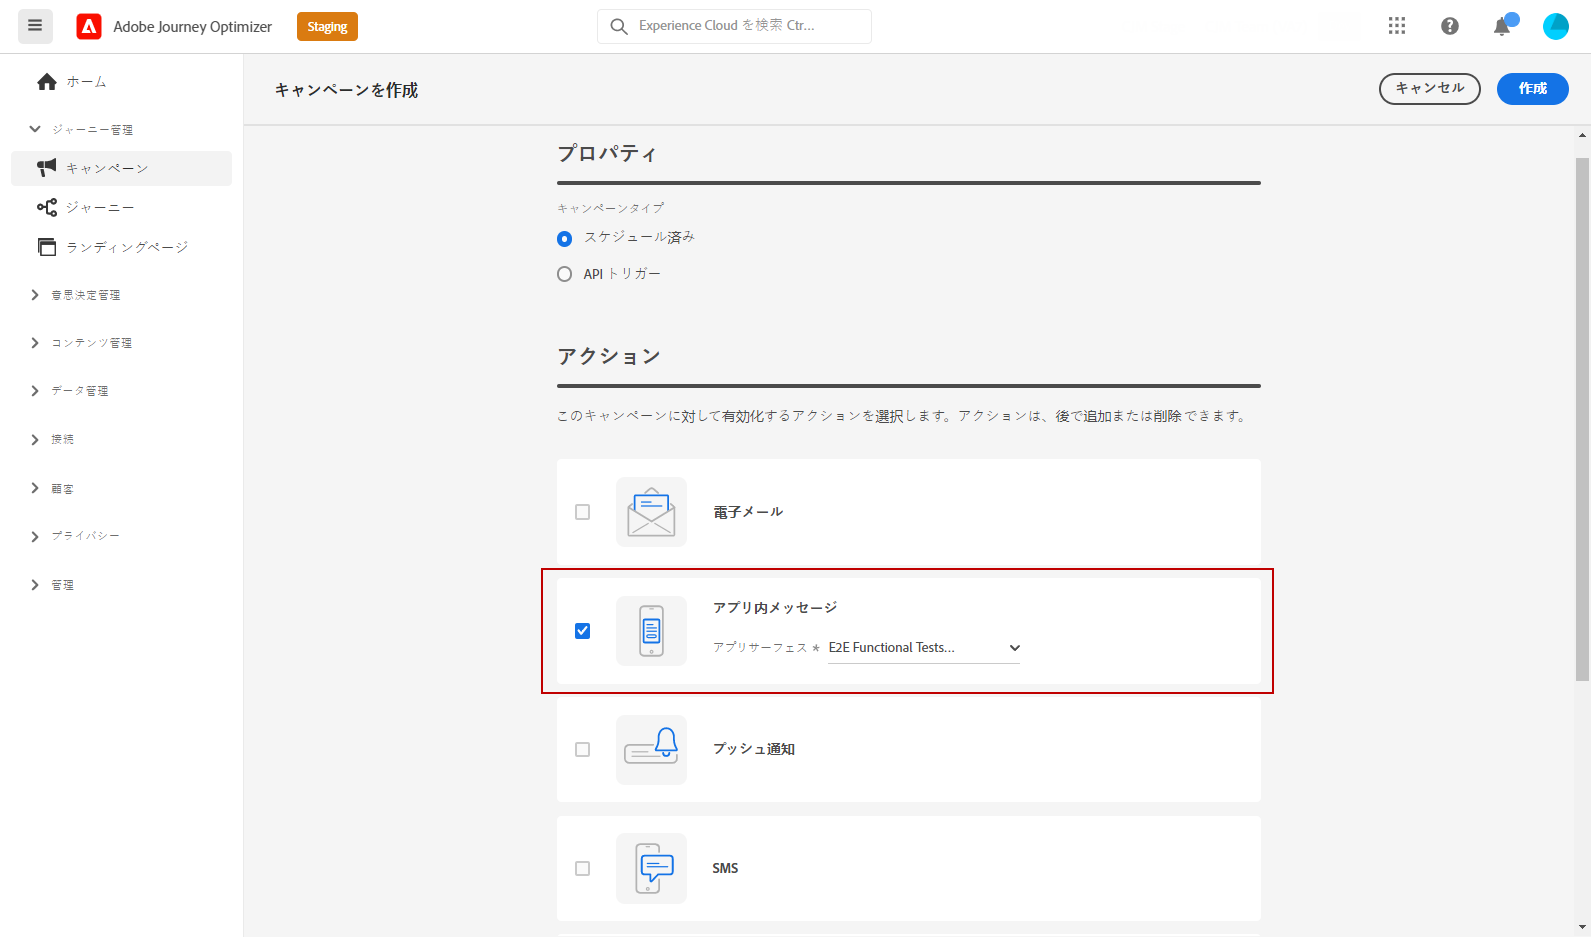 Adobe Journey Optimizer
Staging
Experience Cloud を検索 Ctr...
ホーム
ジャーニー管理
キャンペーン
ジャーニー
ランディングページ
意思決定管理
コンテンツ管理
データ管理
接続
顧客
プライバシー
管理
キャンペーンを作成
キャンセル
作成
プロパティ
キャンペーンタイプ
スケジュール済み
API トリガー
アクション
このキャンペーンに対して有効化するアクションを選択します。アクションは、後で追加または削除できます。
電子メール
アプリ内メッセージ
アプリサーフェス * E2E Functional Tests...
プッシュ通知
SMS